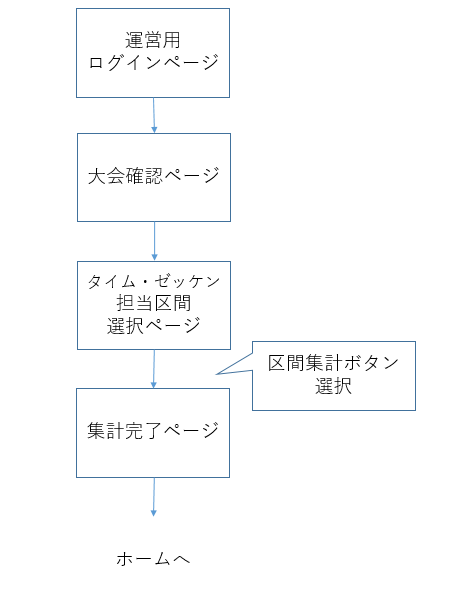 運営用
ログインページ
大会確認ページ
タイム・ゼッケン
担当区間
選択ページ
区間集計ボタン
選択
集計完了ページ
ホームへ